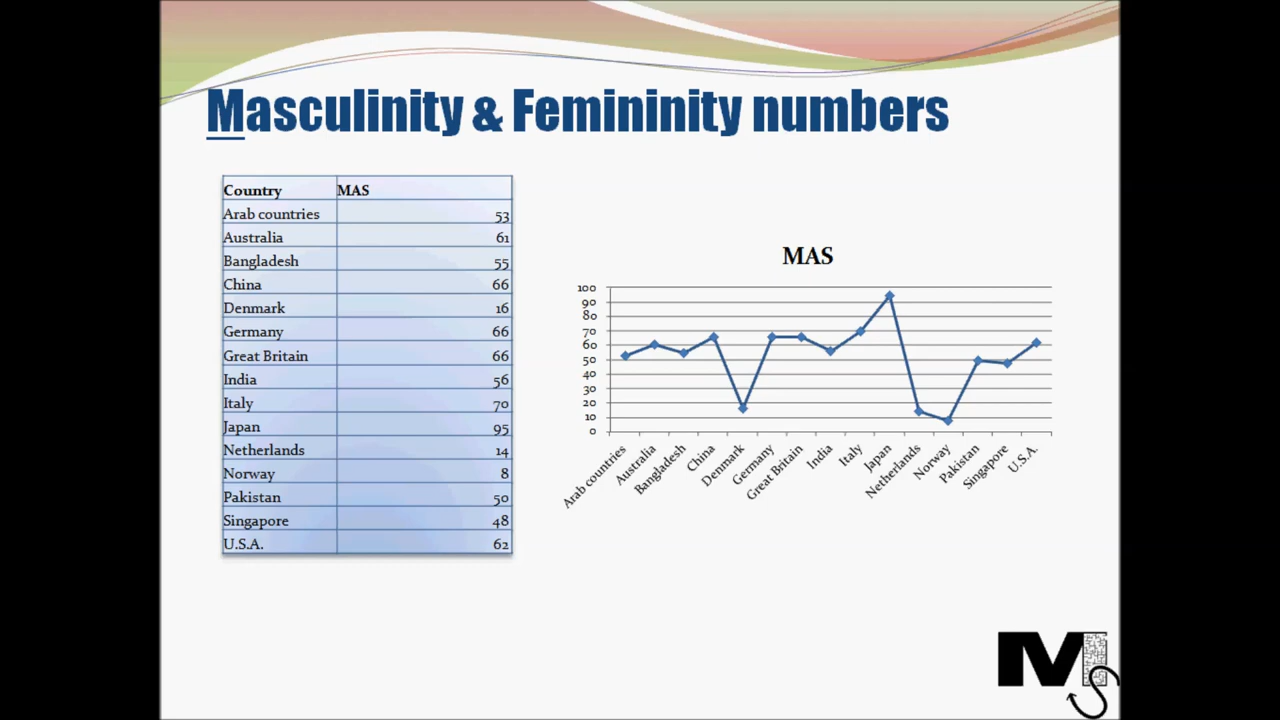 Masculinity & Femininity numbers
Country MAS
Arab countries 53
Australia 61
Bangladesh 55
China 66
Denmark 16
Germany 66
Great Britain 66
India 56
Italy 70
Japan 95
Netherlands 14
Norway 8
Pakistan 50
Singapore 48
U.S.A. 62
MAS
100
90
80
70
60
50
40
30
20
10
0
Arab countries
Australia
Bangladesh
China
Denmark
Germany
Great Britain
India
Italy
Japan
Netherlands
Norway
Pakistan
Singapore
U.S.A.
M S